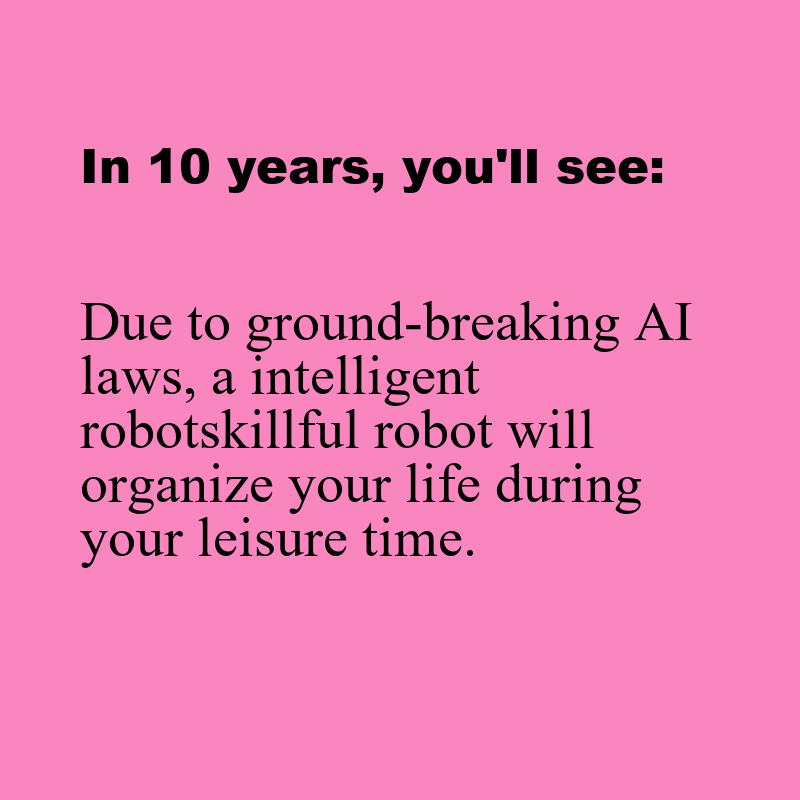 In 10 years, you'll see:
Due to ground-breaking AI
laws, a intelligent
robotskillful robot will
organize your life during
your leisure time.